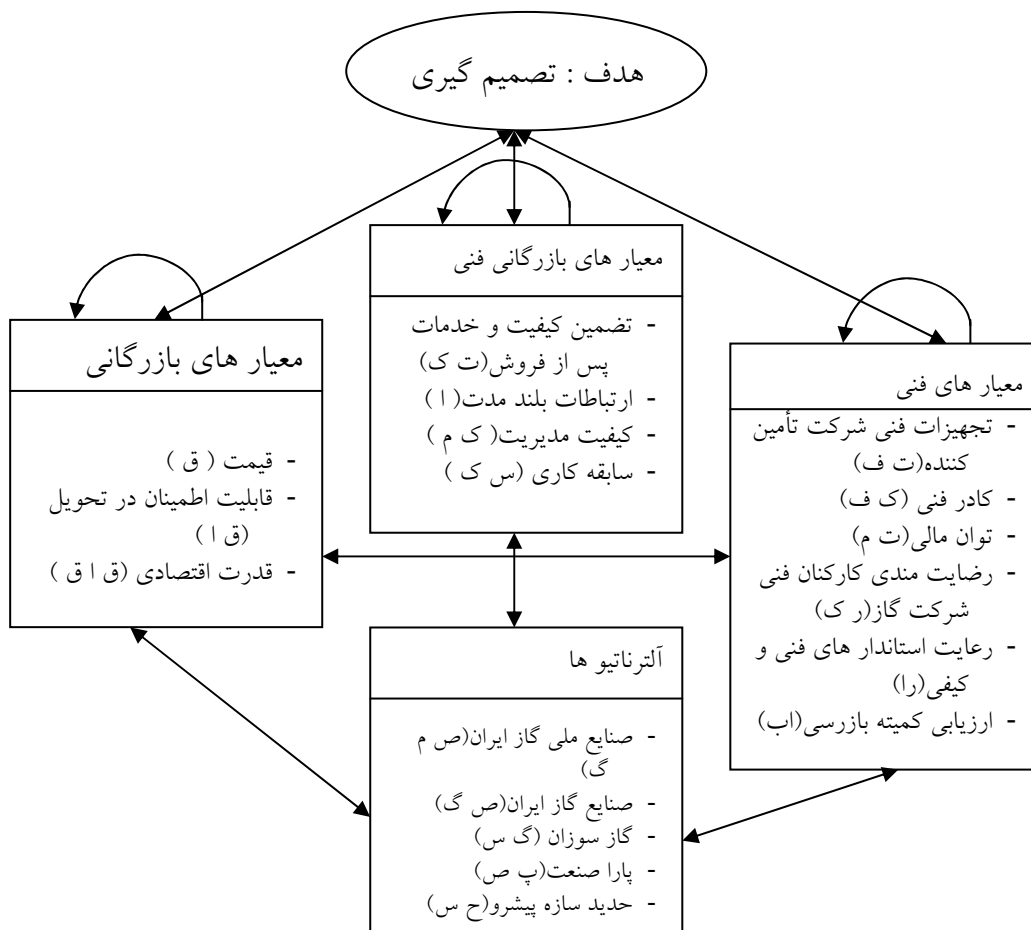 هدف : تصمیم گیری
معیار های بازرگانی فنی
- تضمین کیفیت و خدمات
پس از فروش(ت ک)
- ارتباطات بلند مدت( ا )
- کیفیت مدیریت( ک م )
- سابقه کاری (س ک )
معیار های فنی
- تجهیزات فنی شرکت تأمین
کننده(ت ف)
- کادر فنی (ک ف)
- توان مالی(ت م)
- رضایت مندی کارکنان فنی
شرکت گاز(ر ک)
- رعایت استاندار های فنی و
کیفی(را)
- ارزیابی کمیته بازرسی(اب)
معیار های بازرگانی
- قیمت ( ق )
- قابلیت اطمینان در تحویل
(ق ا )
- قدرت اقتصادی (ق ا ق )
آلترناتیو ها
- صنایع ملی گاز ایران(ص م
گ)
- صنایع گاز ایران(ص گ)
- گاز سوزان (گ س)
- پارا صنعت(پ ص)
- حدید سازه پیشرو(ح س)